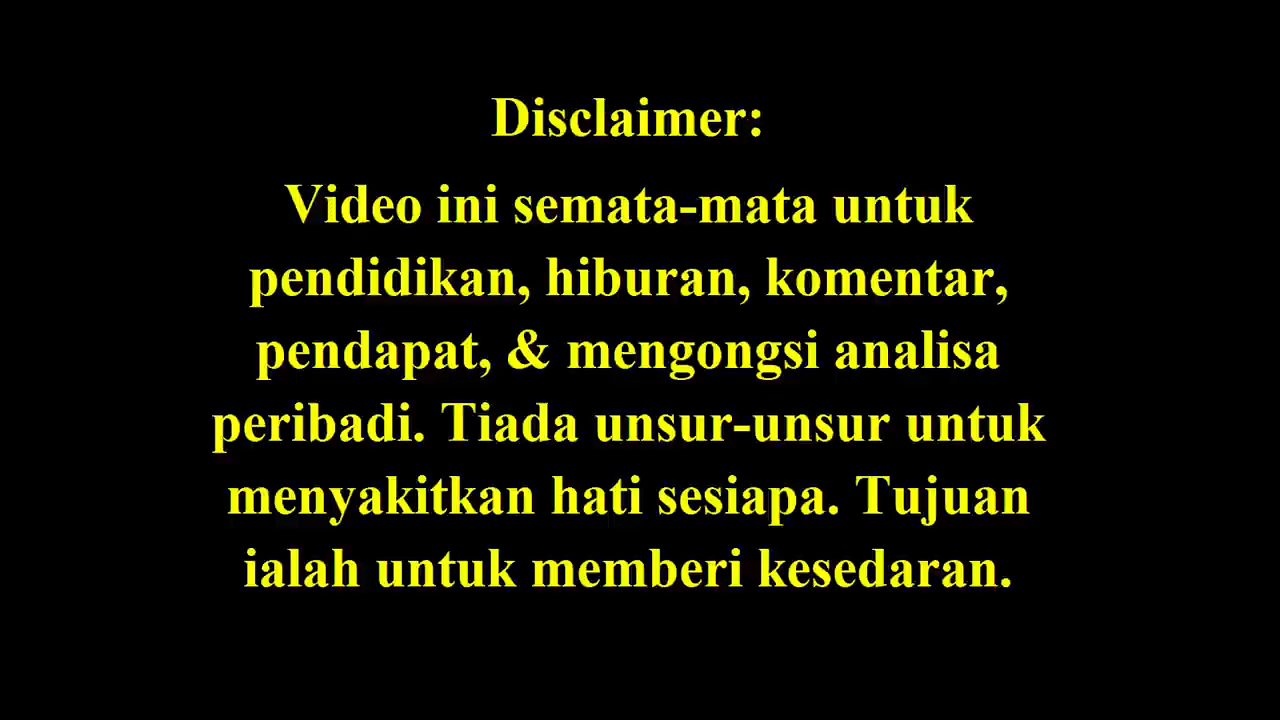 Disclaimer:
Video ini semata-mata untuk
pendidikan, hiburan, komentar,
pendapat, & mengongsi analisa
peribadi. Tiada unsur-unsur untuk
menyakitkan hati sesiapa. Tujuan
ialah untuk memberi kesedaran.